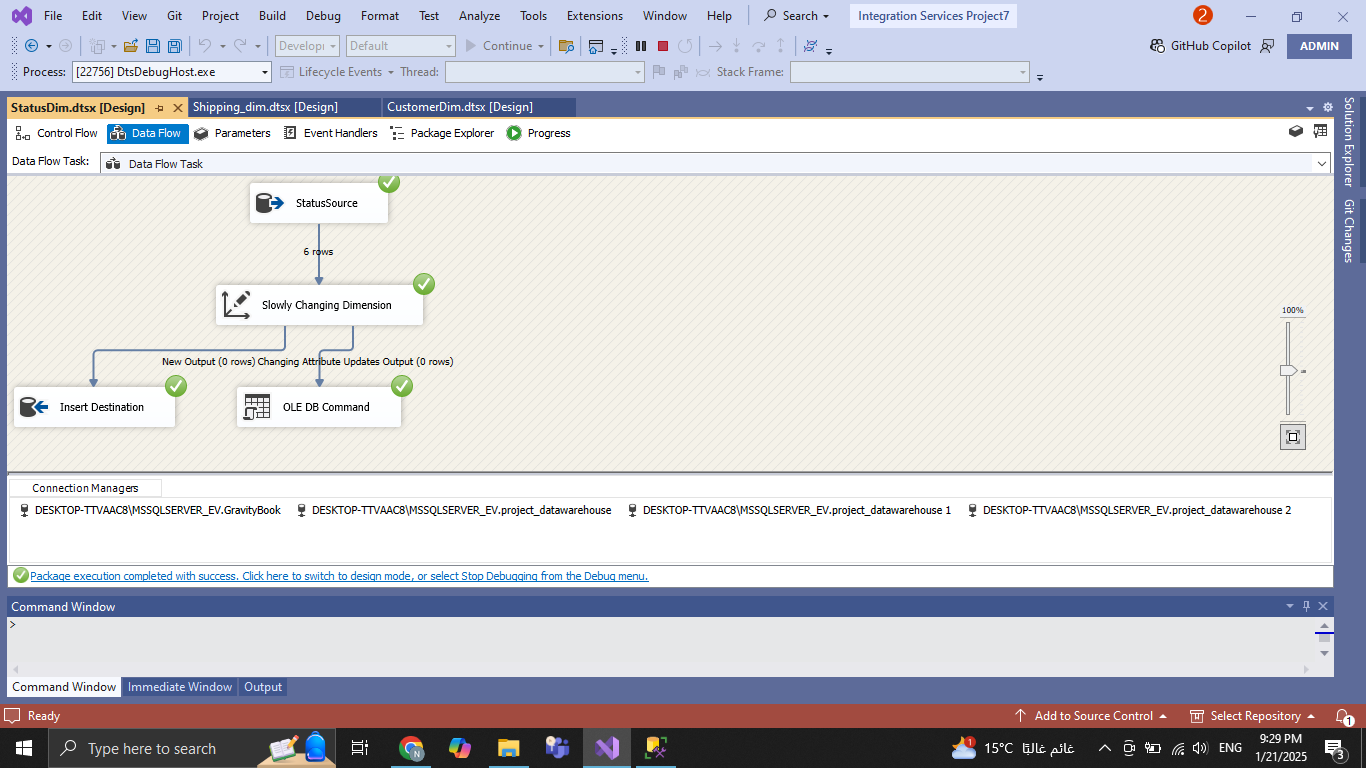 File Edit View Git Project Build Debug Format Test Analyze Tools Extensions Window Help Search Integration Services Project7 2
Develop Default Continue GitHub Copilot ADMIN
Process: [22756] DtsDebugHost.exe Lifecycle Events Thread: Stack Frame:
StatusDim.dtsx [Design] Shipping_dim.dtsx [Design] CustomerDim.dtsx [Design]
Control Flow Data Flow Parameters Event Handlers Package Explorer Progress
Data Flow Task: Data Flow Task
Solution Explorer
Git Changes
StatusSource
6 rows
Slowly Changing Dimension
100%
New Output (0 rows) Changing Attribute Updates Output (0 rows)
Insert Destination OLE DB Command
Connection Managers
DESKTOP-TTVAAC8\MSSQLSERVER_EV.GravityBook DESKTOP-TTVAAC8\MSSQLSERVER_EV.project_datawarehouse DESKTOP-TTVAAC8\MSSQLSERVER_EV.project_datawarehouse 1 DESKTOP-TTVAAC8\MSSQLSERVER_EV.project_datawarehouse 2
Package execution completed with success. Click here to switch to design mode, or select Stop Debugging from the Debug menu.
Command Window
>
Command Window Immediate Window Output
Ready Add to Source Control Select Repository 1
Type here to search N 1 15°C غائم غالبًا ENG 9:29 PM
1/21/2025 3